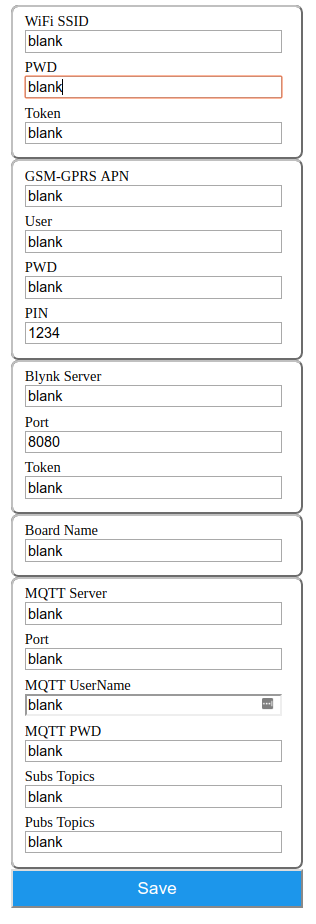 WiFi SSID
blank
PWD
blank
Token
blank
GSM-GPRS APN
blank
User
blank
PWD
blank
PIN
1234
Blynk Server
blank
Port
8080
Token
blank
Board Name
blank
MQTT Server
blank
Port
blank
MQTT UserName
blank
MQTT PWD
blank
Subs Topics
blank
Pubs Topics
blank
Save